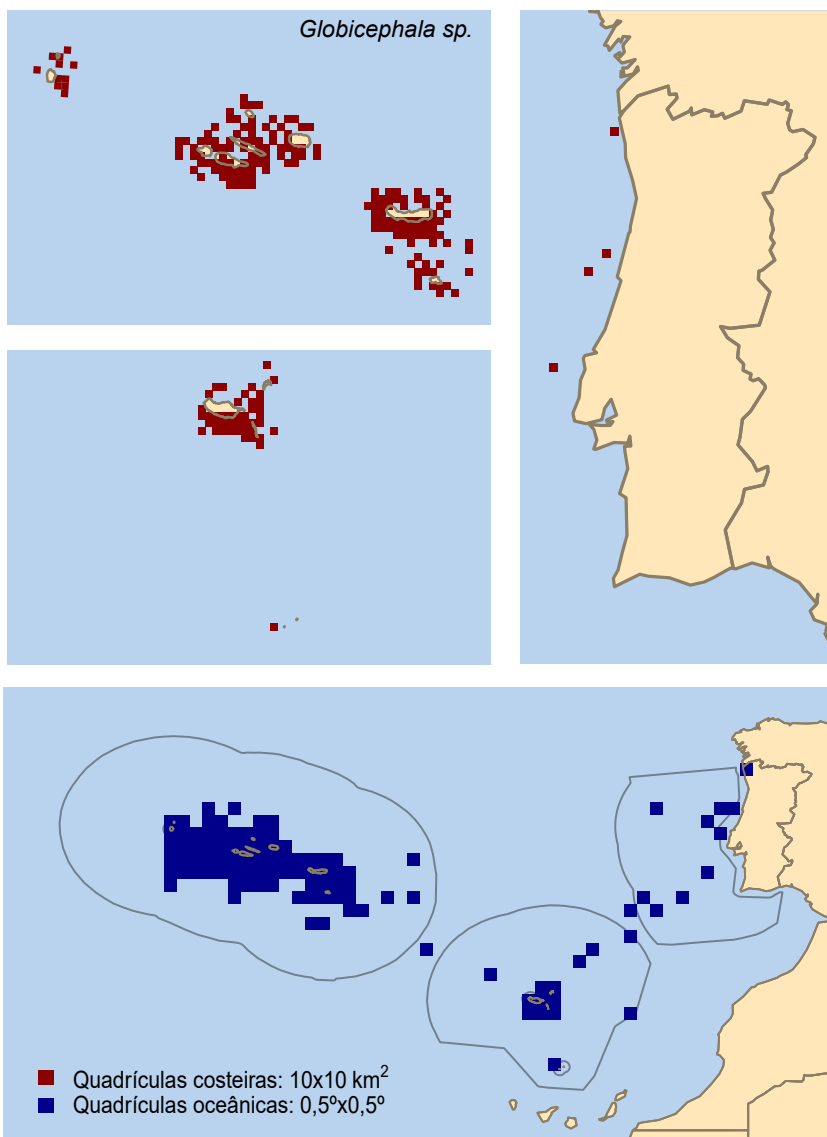 Globicephala sp.
Quadrículas costeiras: 10x10 km²
Quadrículas oceânicas: 0,5ºx0,5º